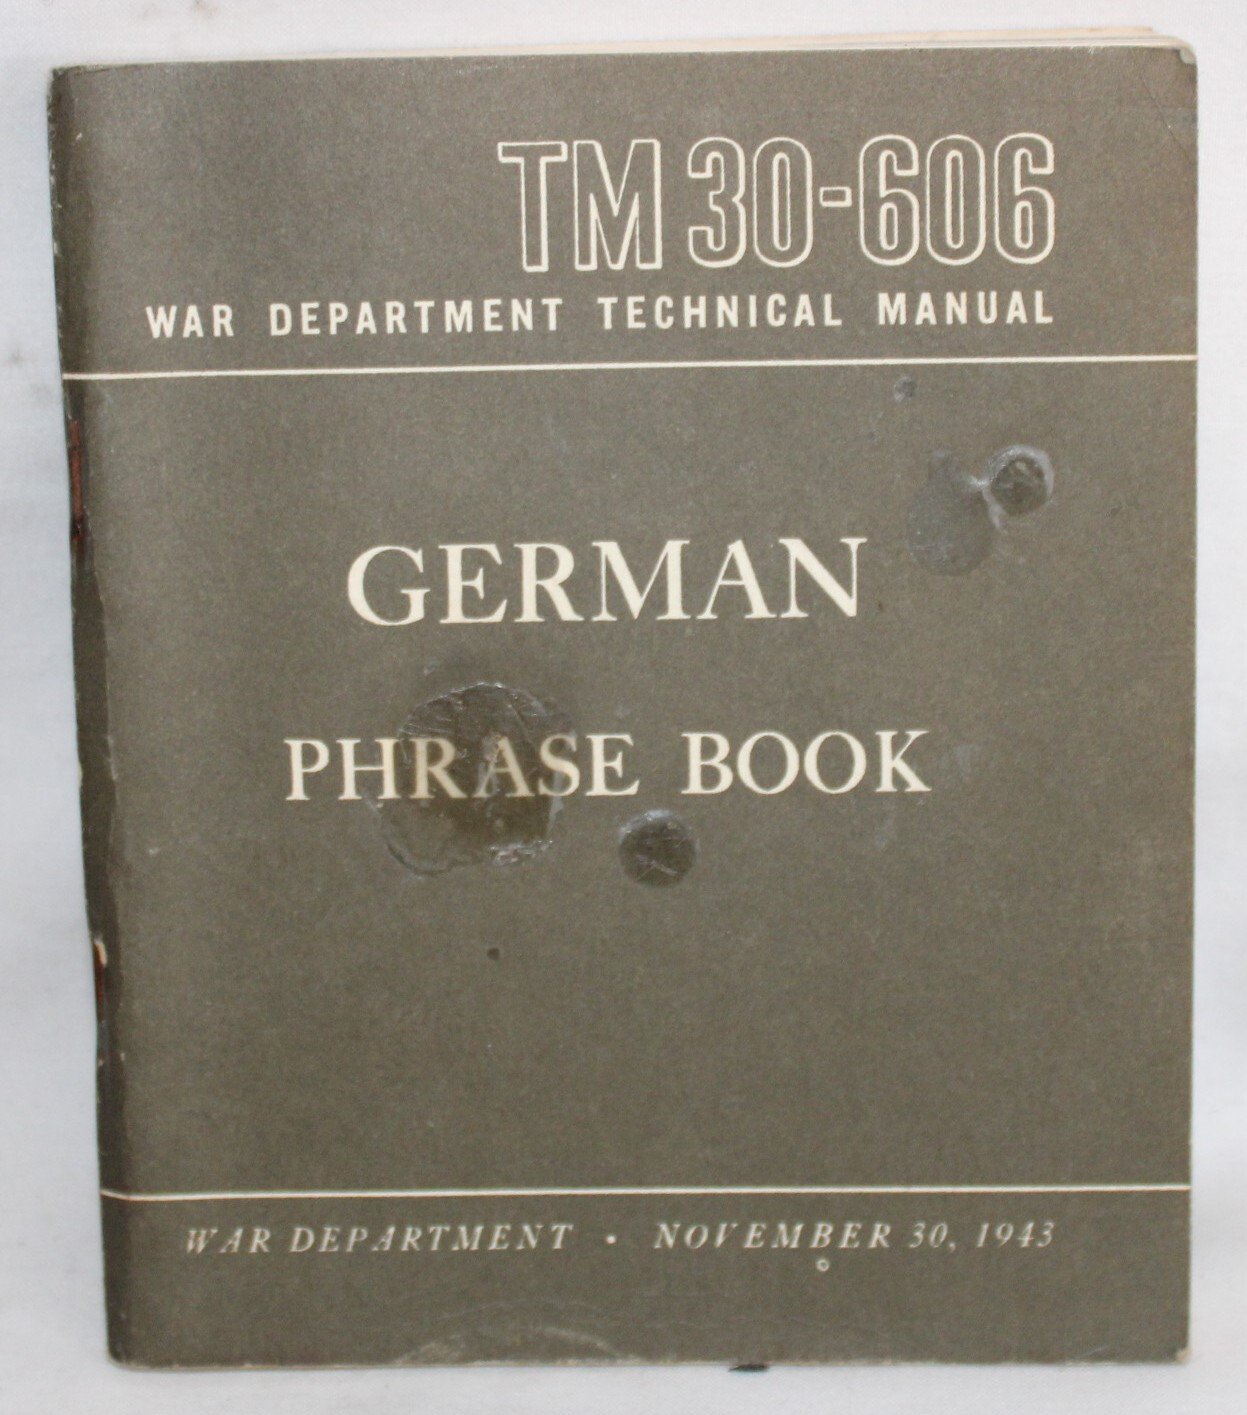 TM 30-606
WAR DEPARTMENT TECHNICAL MANUAL
GERMAN
PHRASE BOOK
WAR DEPARTMENT • NOVEMBER 30, 1943